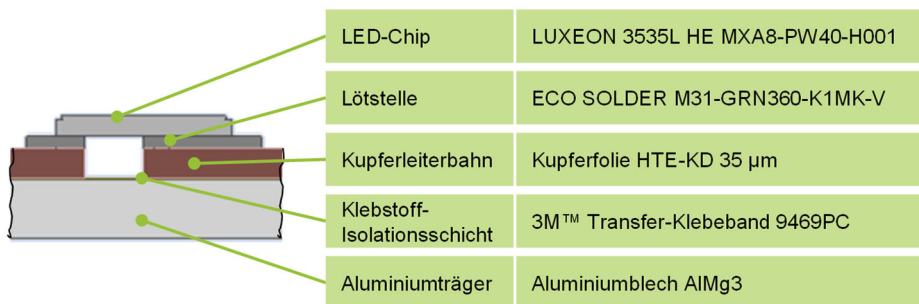 LED-Chip LUXEON 3535L HE MXA8-PW40-H001
Lötstelle ECO SOLDER M31-GRN360-K1MK-V
Kupferleiterbahn Kupferfolie HTE-KD 35 µm
Klebstoff-
Isolationsschicht 3M™ Transfer-Klebeband 9469PC
Aluminiumträger Aluminiumblech AlMg3